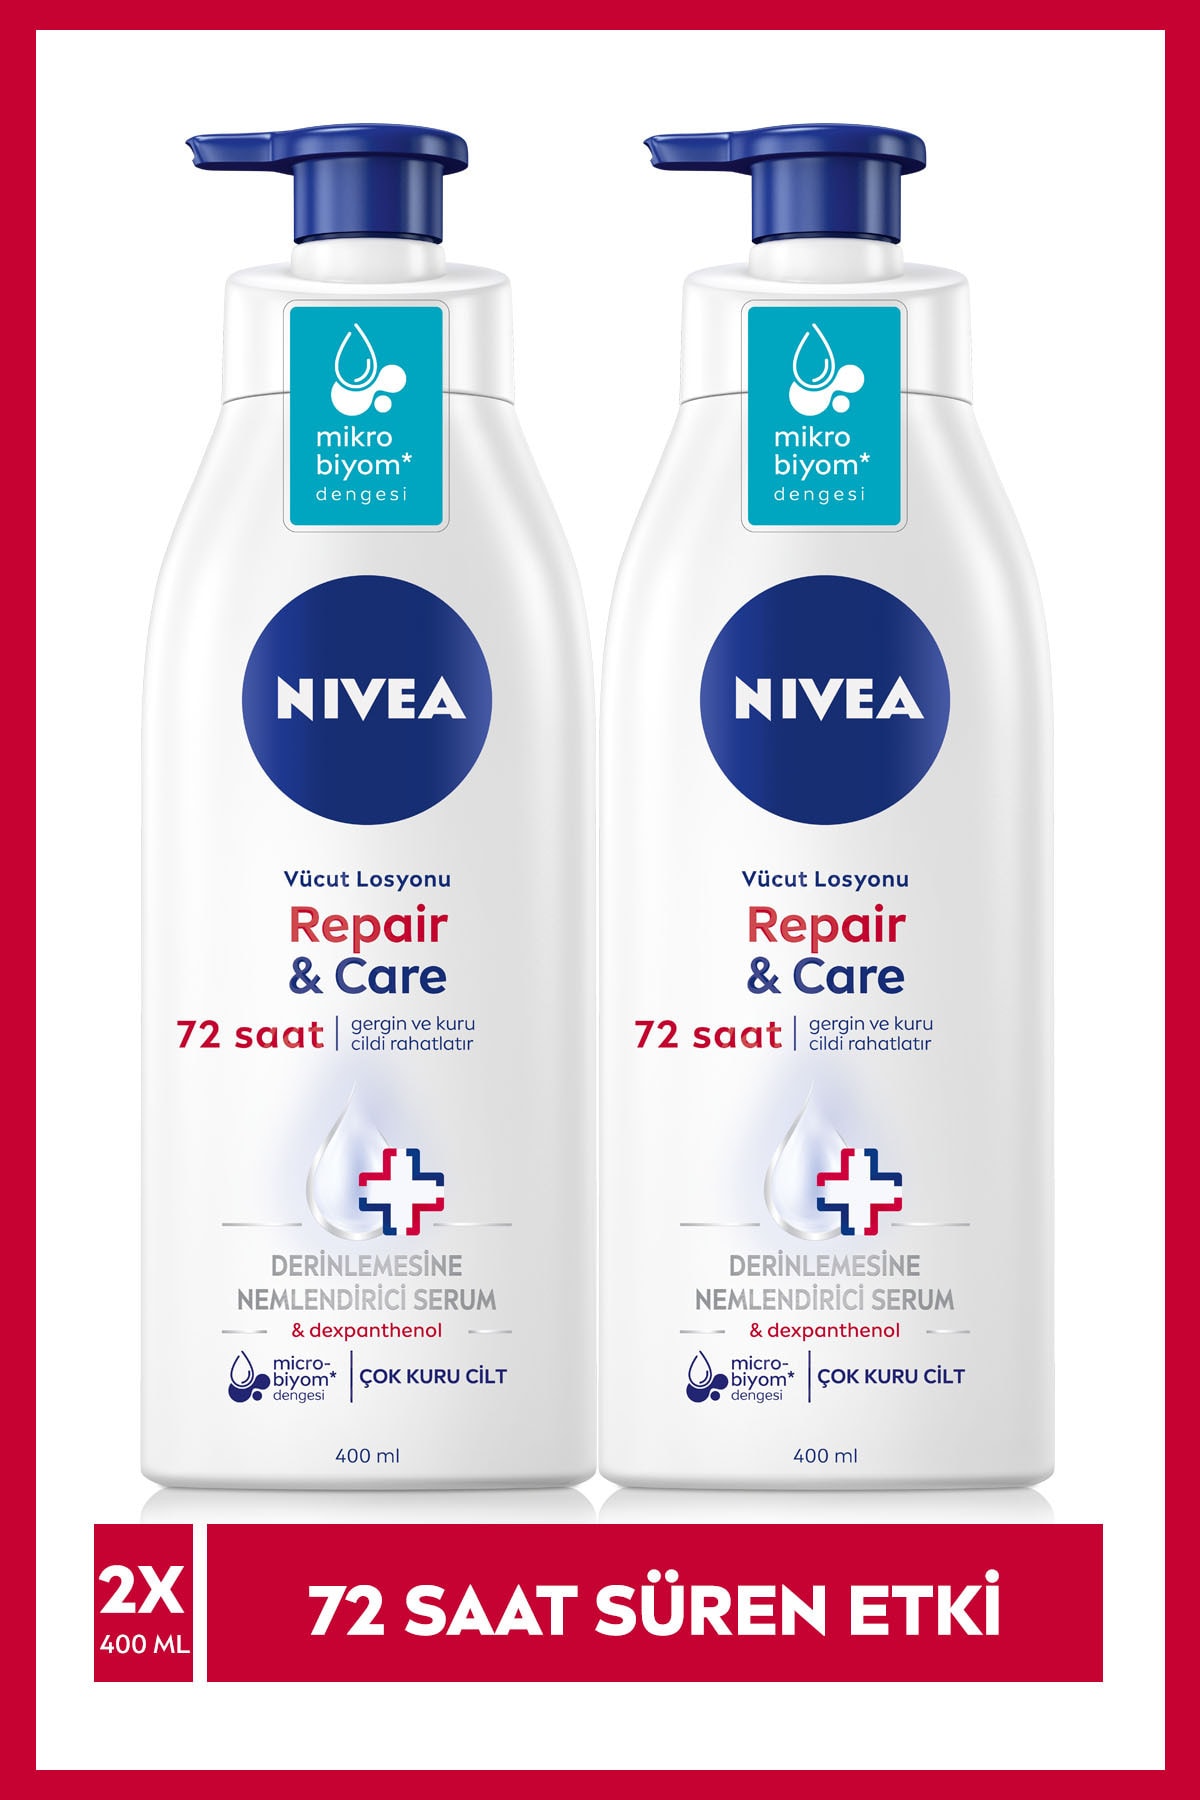 mikro
biyom*
dengesi
NIVEA
Vücut Losyonu
Repair
& Care
72 saat | gergin ve kuru
cildi rahatlatır
DERİNLEMESİNE
NEMLENDİRİCİ SERUM
& dexpanthenol
micro-
biyom*
dengesi
ÇOK KURU CİLT
400 ml
mikro
biyom*
dengesi
NIVEA
Vücut Losyonu
Repair
& Care
72 saat | gergin ve kuru
cildi rahatlatır
DERİNLEMESİNE
NEMLENDİRİCİ SERUM
& dexpanthenol
micro-
biyom*
dengesi
ÇOK KURU CİLT
400 ml
2X
400 ML
72 SAAT SÜREN ETKİ